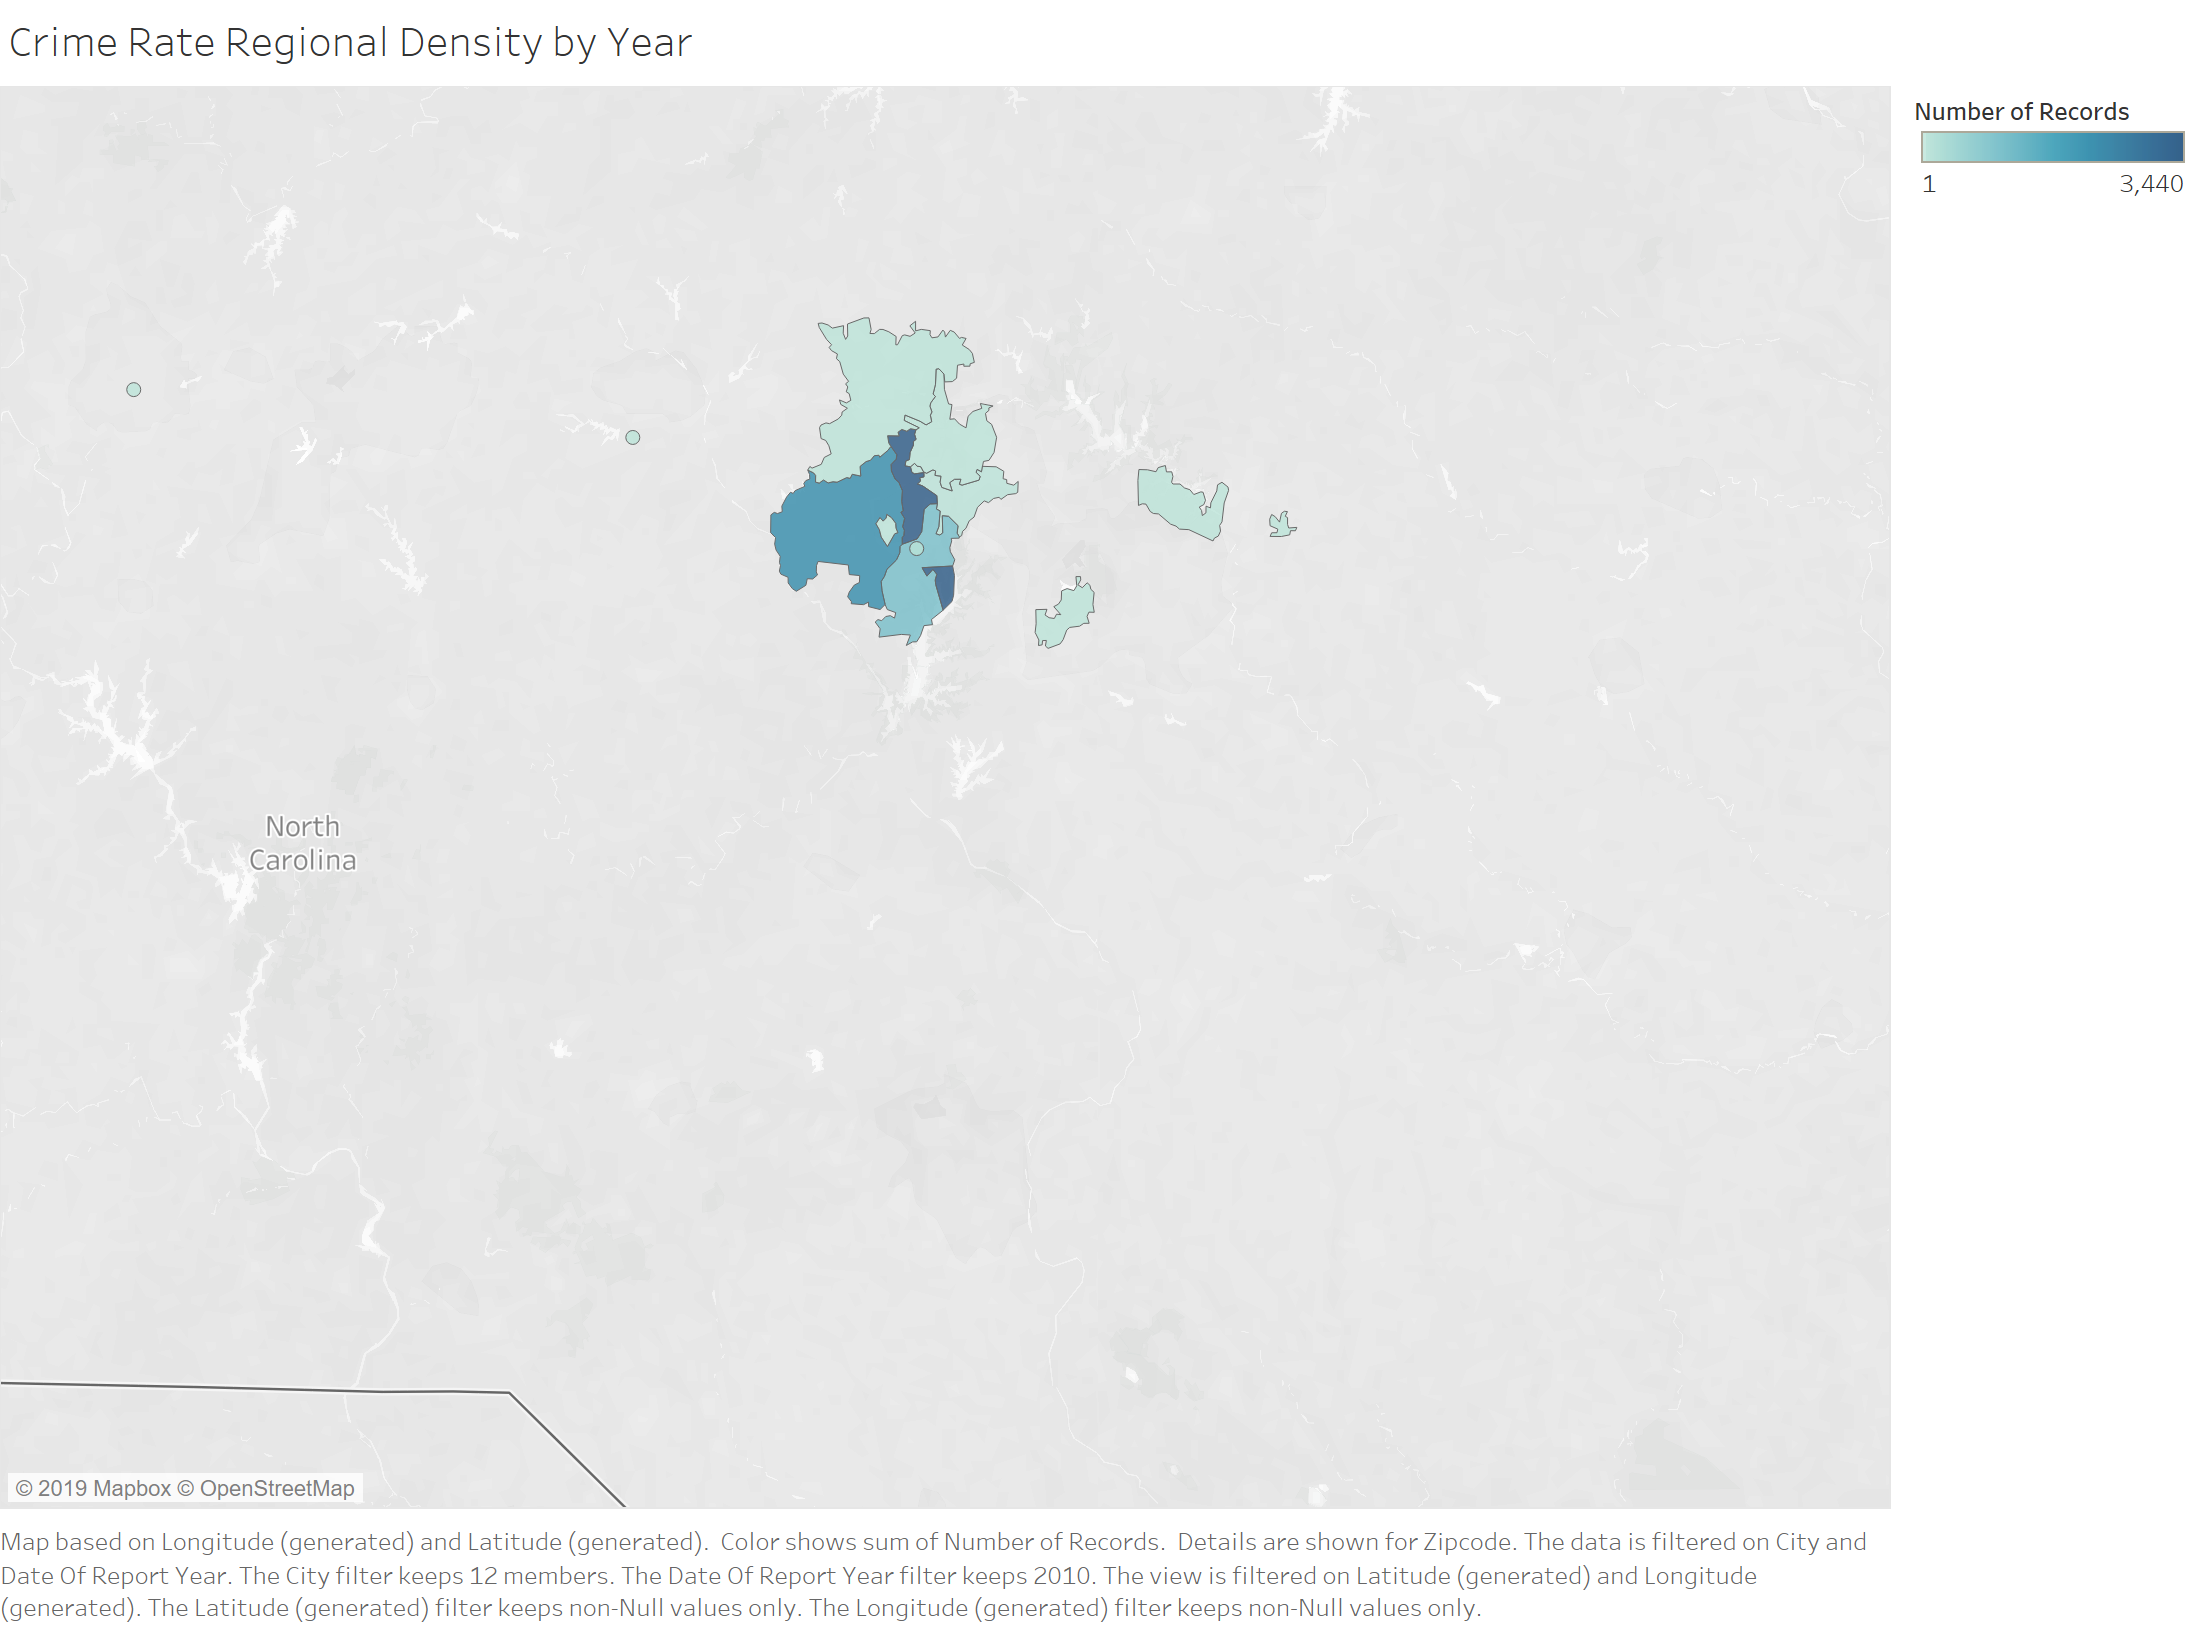 Crime Rate Regional Density by Year
Number of Records
1 3,440
North
Carolina
© 2019 Mapbox © OpenStreetMap
Map based on Longitude (generated) and Latitude (generated).  Color shows sum of Number of Records.  Details are shown for Zipcode. The data is filtered on City and
Date Of Report Year. The City filter keeps 12 members. The Date Of Report Year filter keeps 2010. The view is filtered on Latitude (generated) and Longitude
(generated). The Latitude (generated) filter keeps non-Null values only. The Longitude (generated) filter keeps non-Null values only.